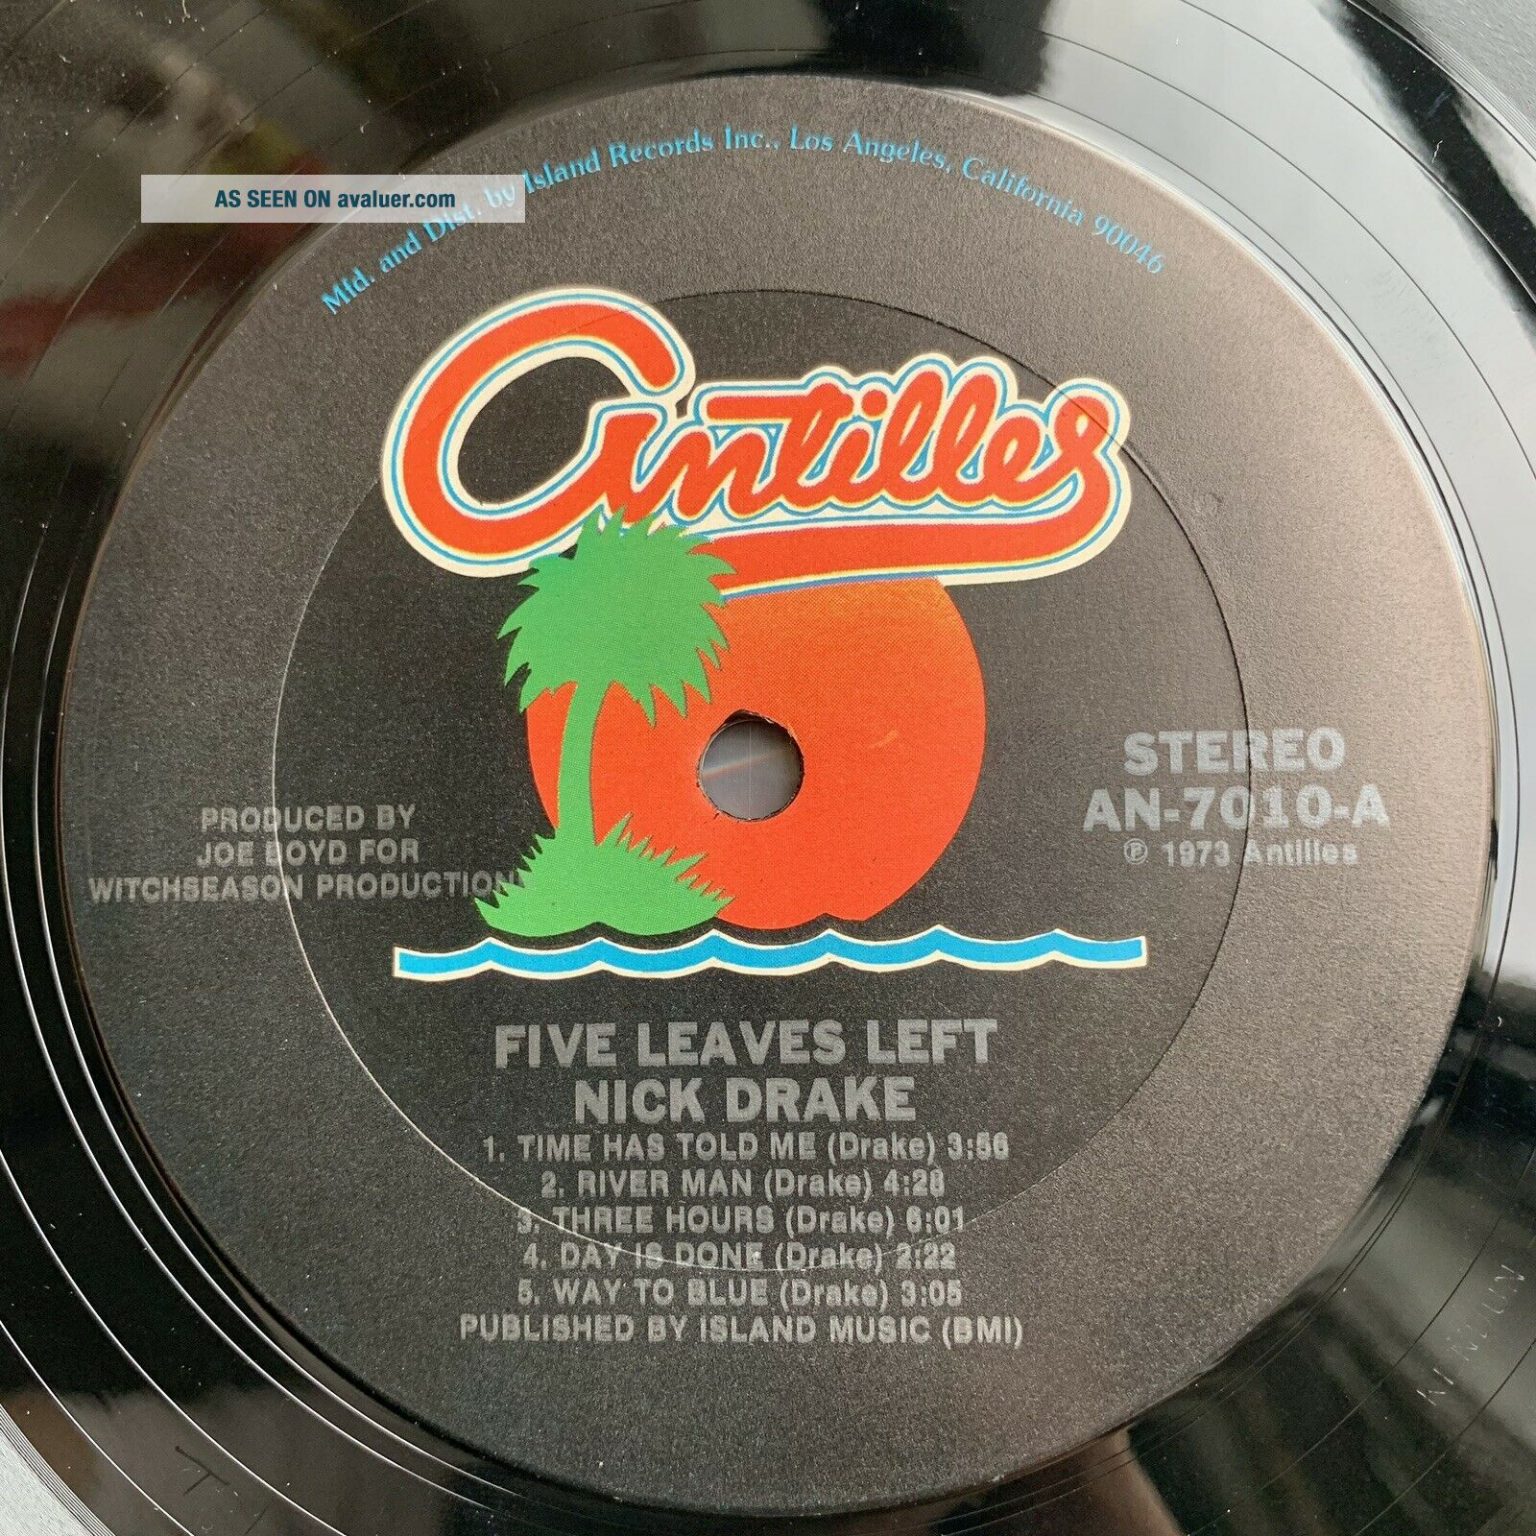 Mfd. and Dist. by Island Records Inc., Los Angeles, California 90046
AS SEEN ON avaluer.com
Antilles
STEREO
AN-7010-A
℗ 1973 Antilles
PRODUCED BY
JOE BOYD FOR
WITCHSEASON PRODUCTION
FIVE LEAVES LEFT
NICK DRAKE
1. TIME HAS TOLD ME (Drake) 3:56
2. RIVER MAN (Drake) 4:28
3. THREE HOURS (Drake) 6:01
4. DAY IS DONE (Drake) 2:22
5. WAY TO BLUE (Drake) 3:05
PUBLISHED BY ISLAND MUSIC (BMI)